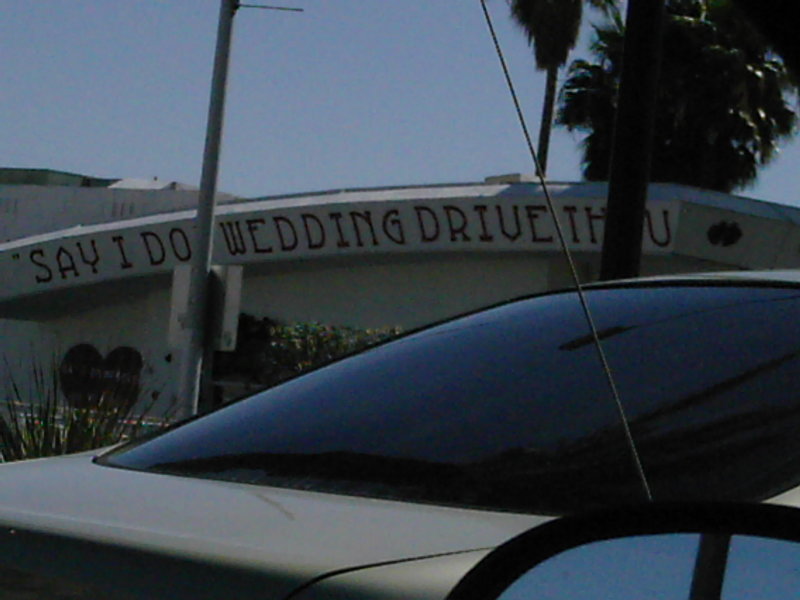 "SAY I DO" WEDDING DRIVE THRU